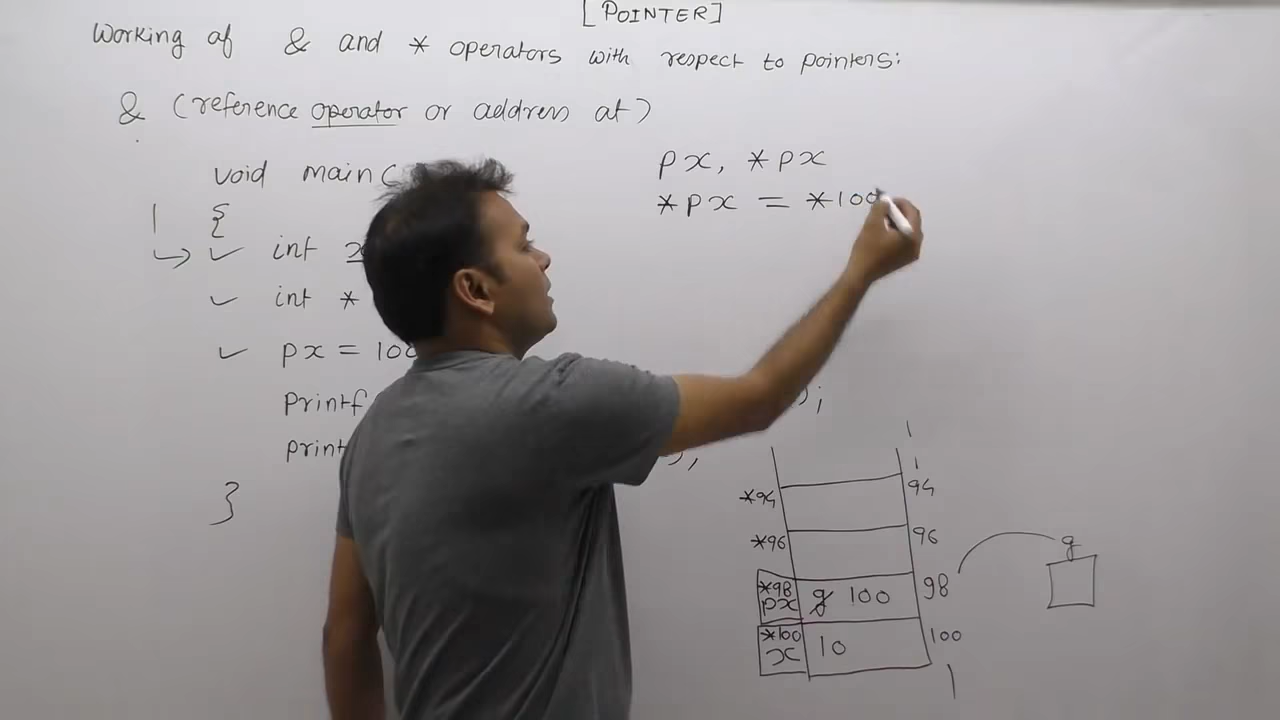 [POINTER]
Working of & and * operators with respect to pointers:
& (reference operator or address at)
void main(
{
int x
int *
px = 100
printf
print
);
);
}
px, *px
*px = *100
*94 94
*96 96
*98 px g 100 98
*100 x 10 100
g